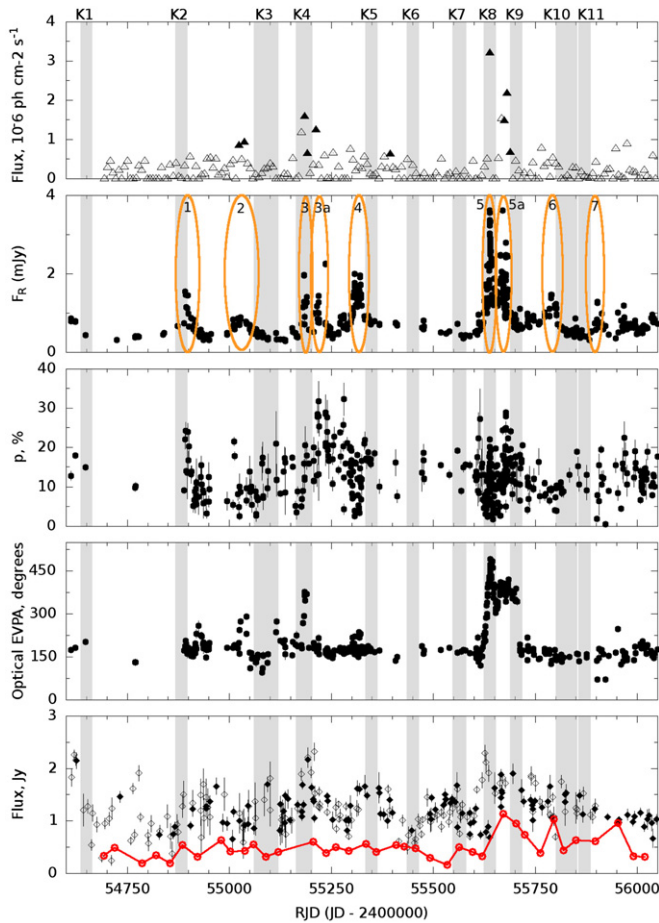 K1 K2 K3 K4 K5 K6 K7 K8 K9 K10 K11
Flux, 10^-6 ph cm-2 s^-1
4
3
2
1
0
F_R (mJy)
4
2
0
1 2 3 3a 4 5 5a 6 7
p, %
40
30
20
10
0
Optical EVPA, degrees
450
300
150
0
Flux, Jy
3
2
1
0
54750 55000 55250 55500 55750 56000
RJD (JD - 2400000)